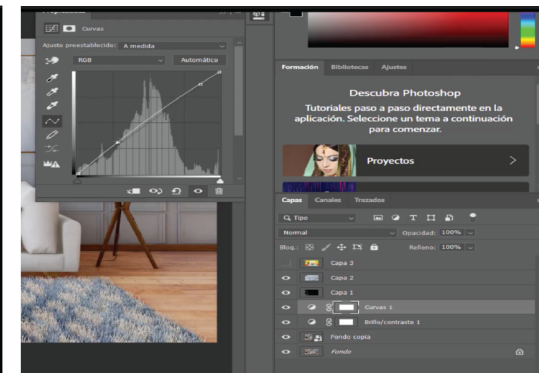 Curvas
Ajuste preestablecido: A medida
RGB
Automático
Formación
Bibliotecas
Ajustes
Descubra Photoshop
Tutoriales paso a paso directamente en la
aplicación. Seleccione un tema a continuación
para comenzar.
Proyectos
Capas
Canales
Trazados
Tipo
Normal
Opacidad: 100%
Bloq.:
Relleno: 100%
Capa 3
Capa 2
Capa 1
Curvas 1
Brillo/contraste 1
Fondo copia
Fondo